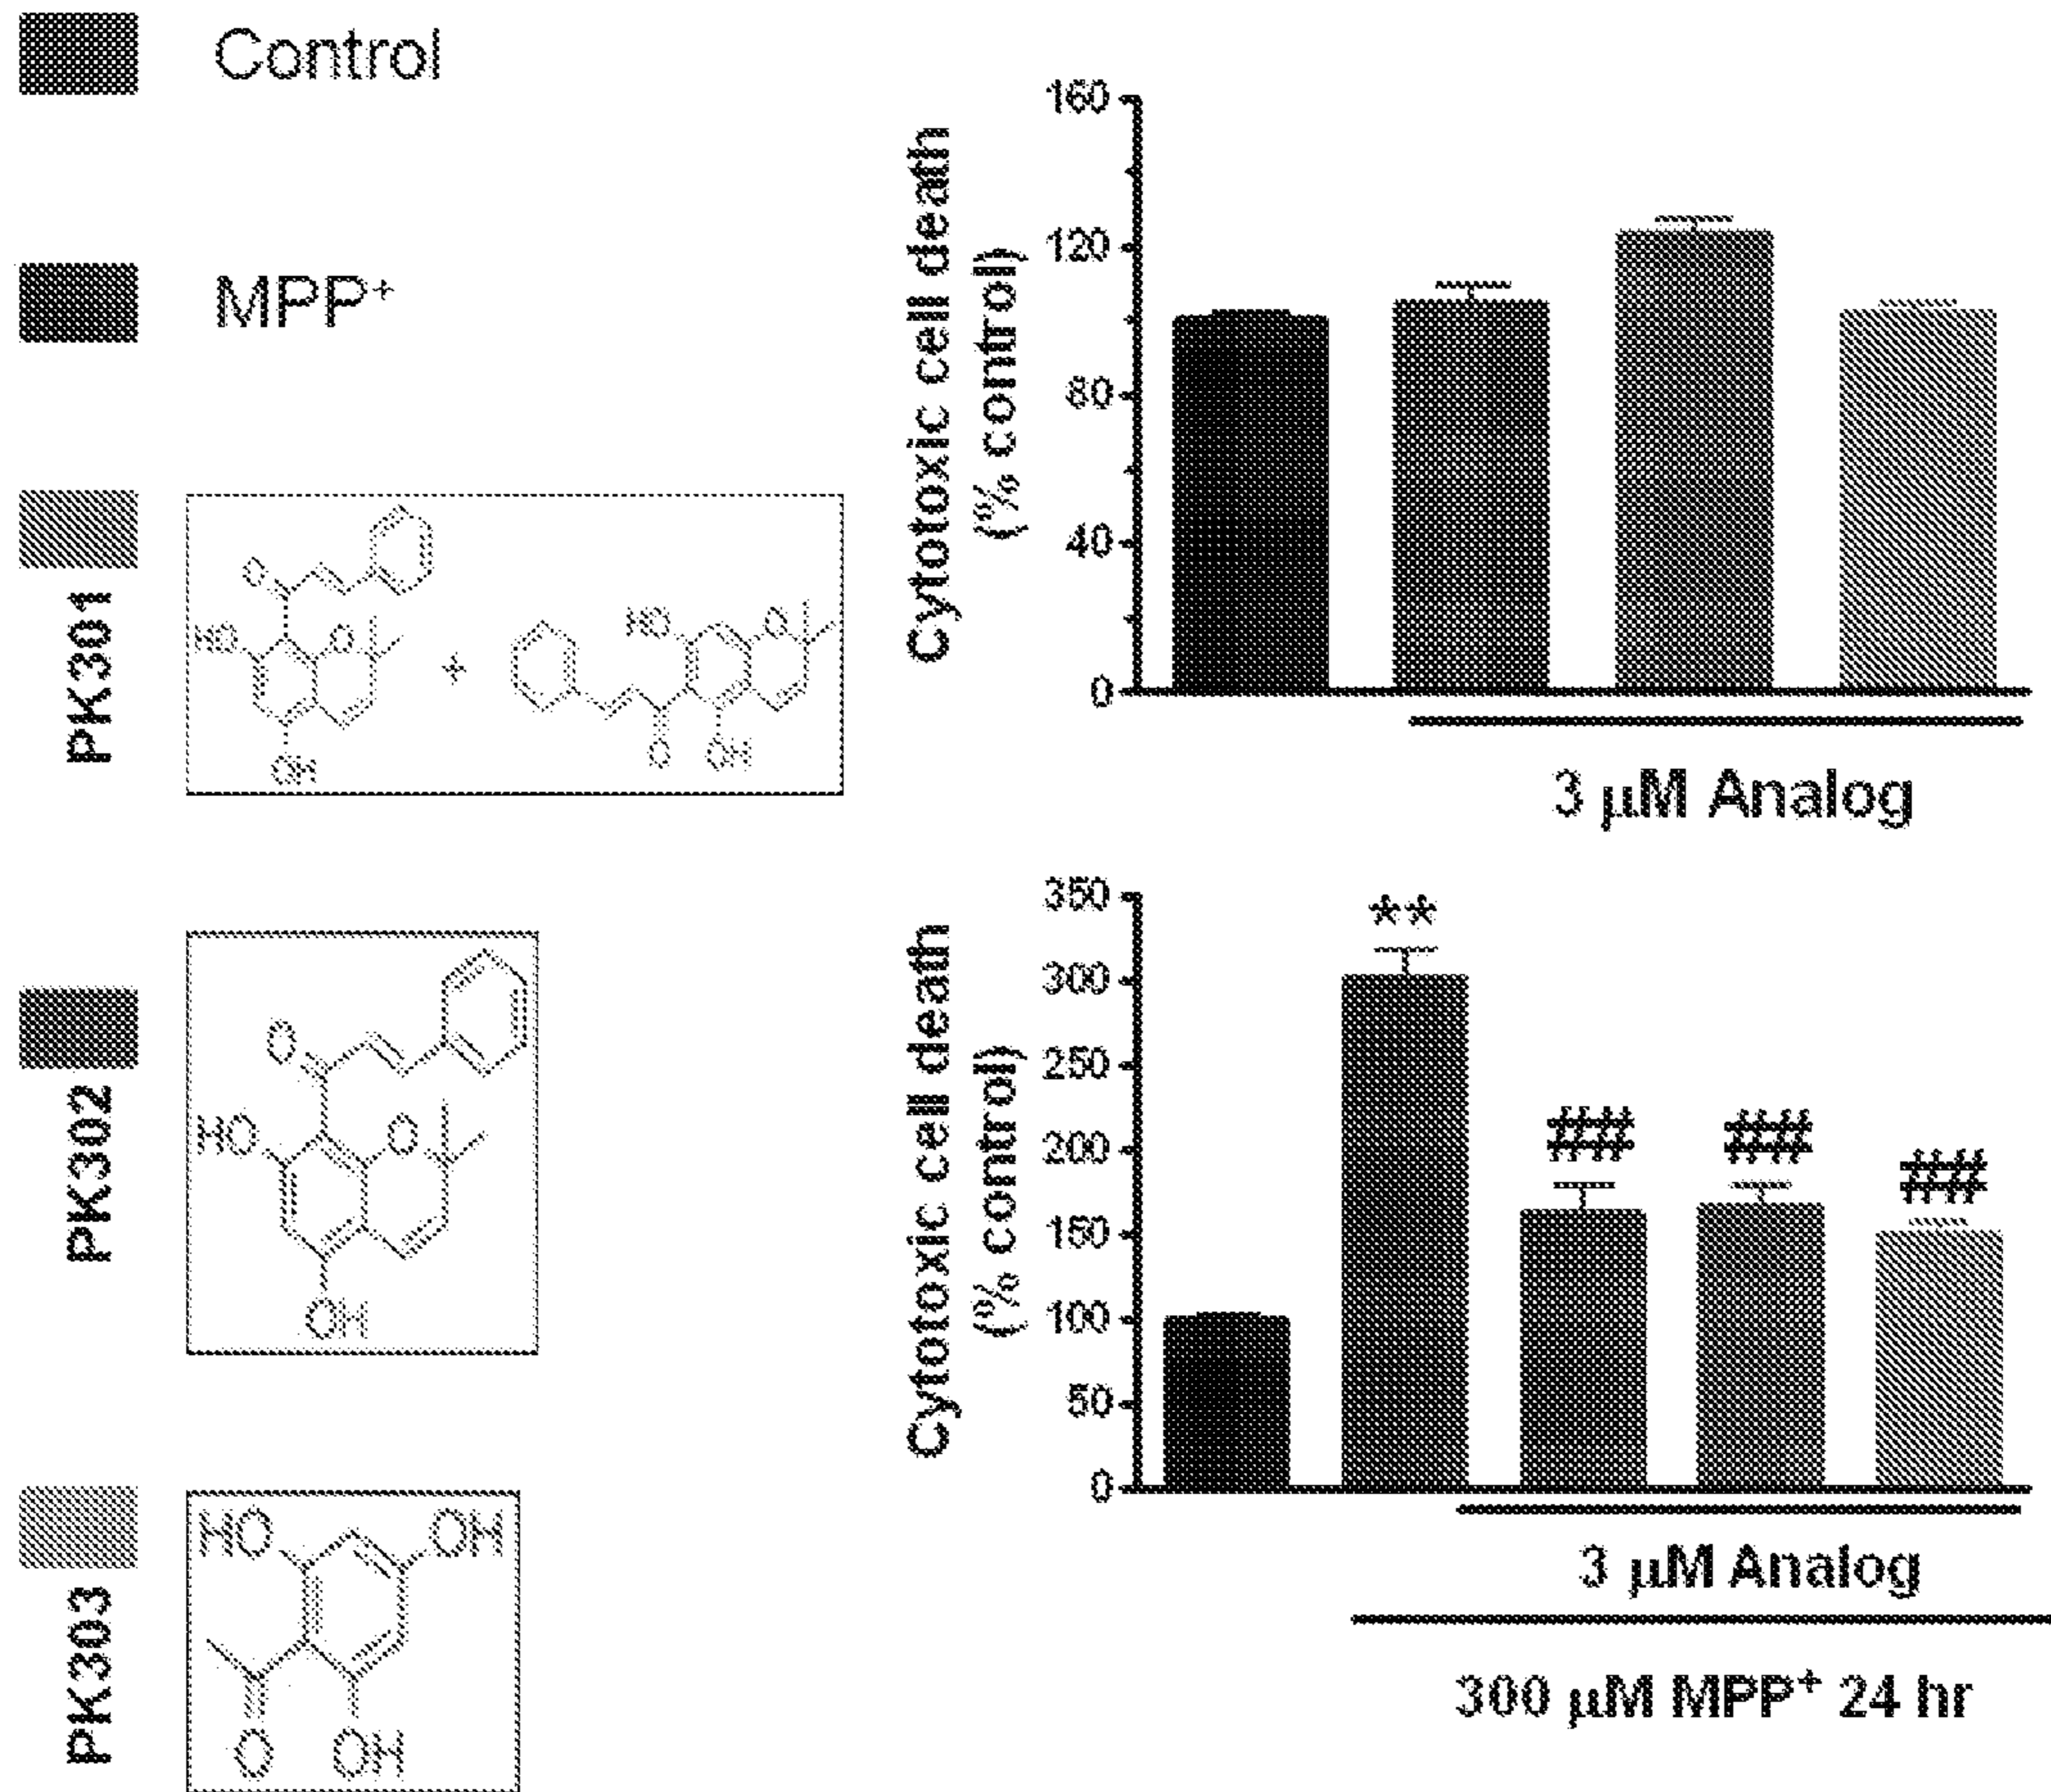 Control
MPP⁺
PK301
O
HO
O
OH
+
HO
O
O
OH
PK302
O
HO
O
OH
PK303
HO
OH
O
OH
Cytotoxic cell death
(% control)
160
120
80
40
0
3 μM Analog
Cytotoxic cell death
(% control)
350
300
250
200
150
100
50
0
**
##
##
##
3 μM Analog
300 μM MPP⁺ 24 hr